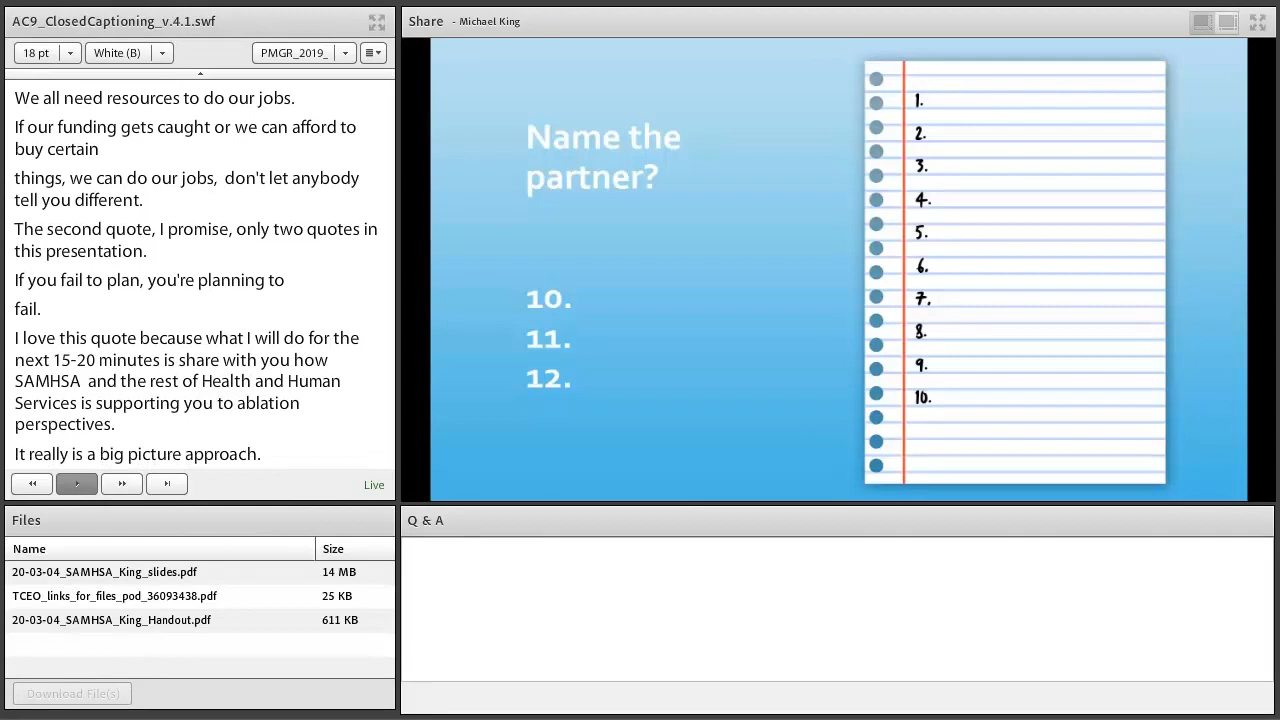 AC9_ClosedCaptioning_v.4.1.swf
18 pt
White (B)
PMGR_2019_
We all need resources to do our jobs.
If our funding gets caught or we can afford to
buy certain
things, we can do our jobs,  don't let anybody
tell you different.
The second quote, I promise, only two quotes in
this presentation.
If you fail to plan, you're planning to
fail.
I love this quote because what I will do for the
next 15-20 minutes is share with you how
SAMHSA  and the rest of Health and Human
Services is supporting you to ablation
perspectives.
It really is a big picture approach.
Live
Files
Name
Size
20-03-04_SAMHSA_King_slides.pdf
14 MB
TCEO_links_for_files_pod_36093438.pdf
25 KB
20-03-04_SAMHSA_King_Handout.pdf
611 KB
Download File(s)
Share - Michael King
Name the
partner?
10.
11.
12.
1.
2.
3.
4.
5.
6.
7.
8.
9.
10.
Q & A